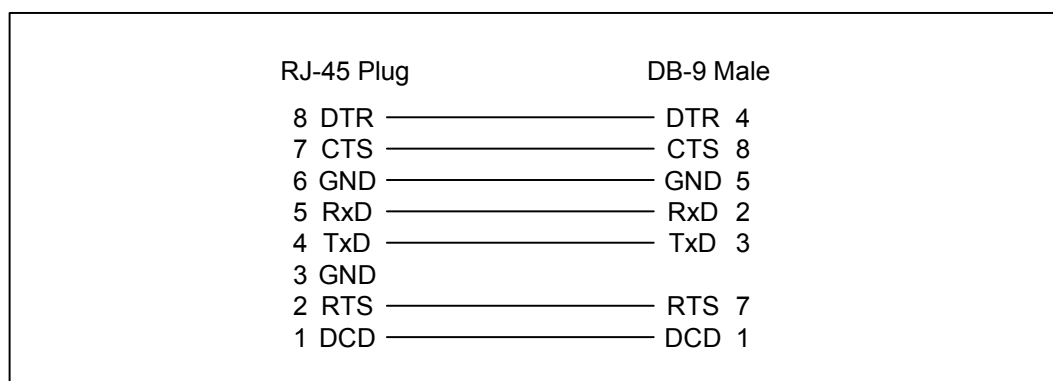 RJ-45 Plug DB-9 Male
8 DTR DTR 4
7 CTS CTS 8
6 GND GND 5
5 RxD RxD 2
4 TxD TxD 3
3 GND
2 RTS RTS 7
1 DCD DCD 1